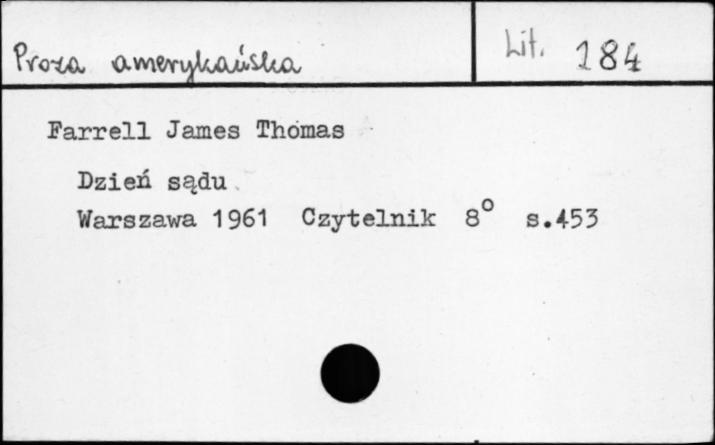 Proza amerykańska
Lit. 184
Farrell James Thomas
Dzień sądu
Warszawa 1961 Czytelnik 8° s.453